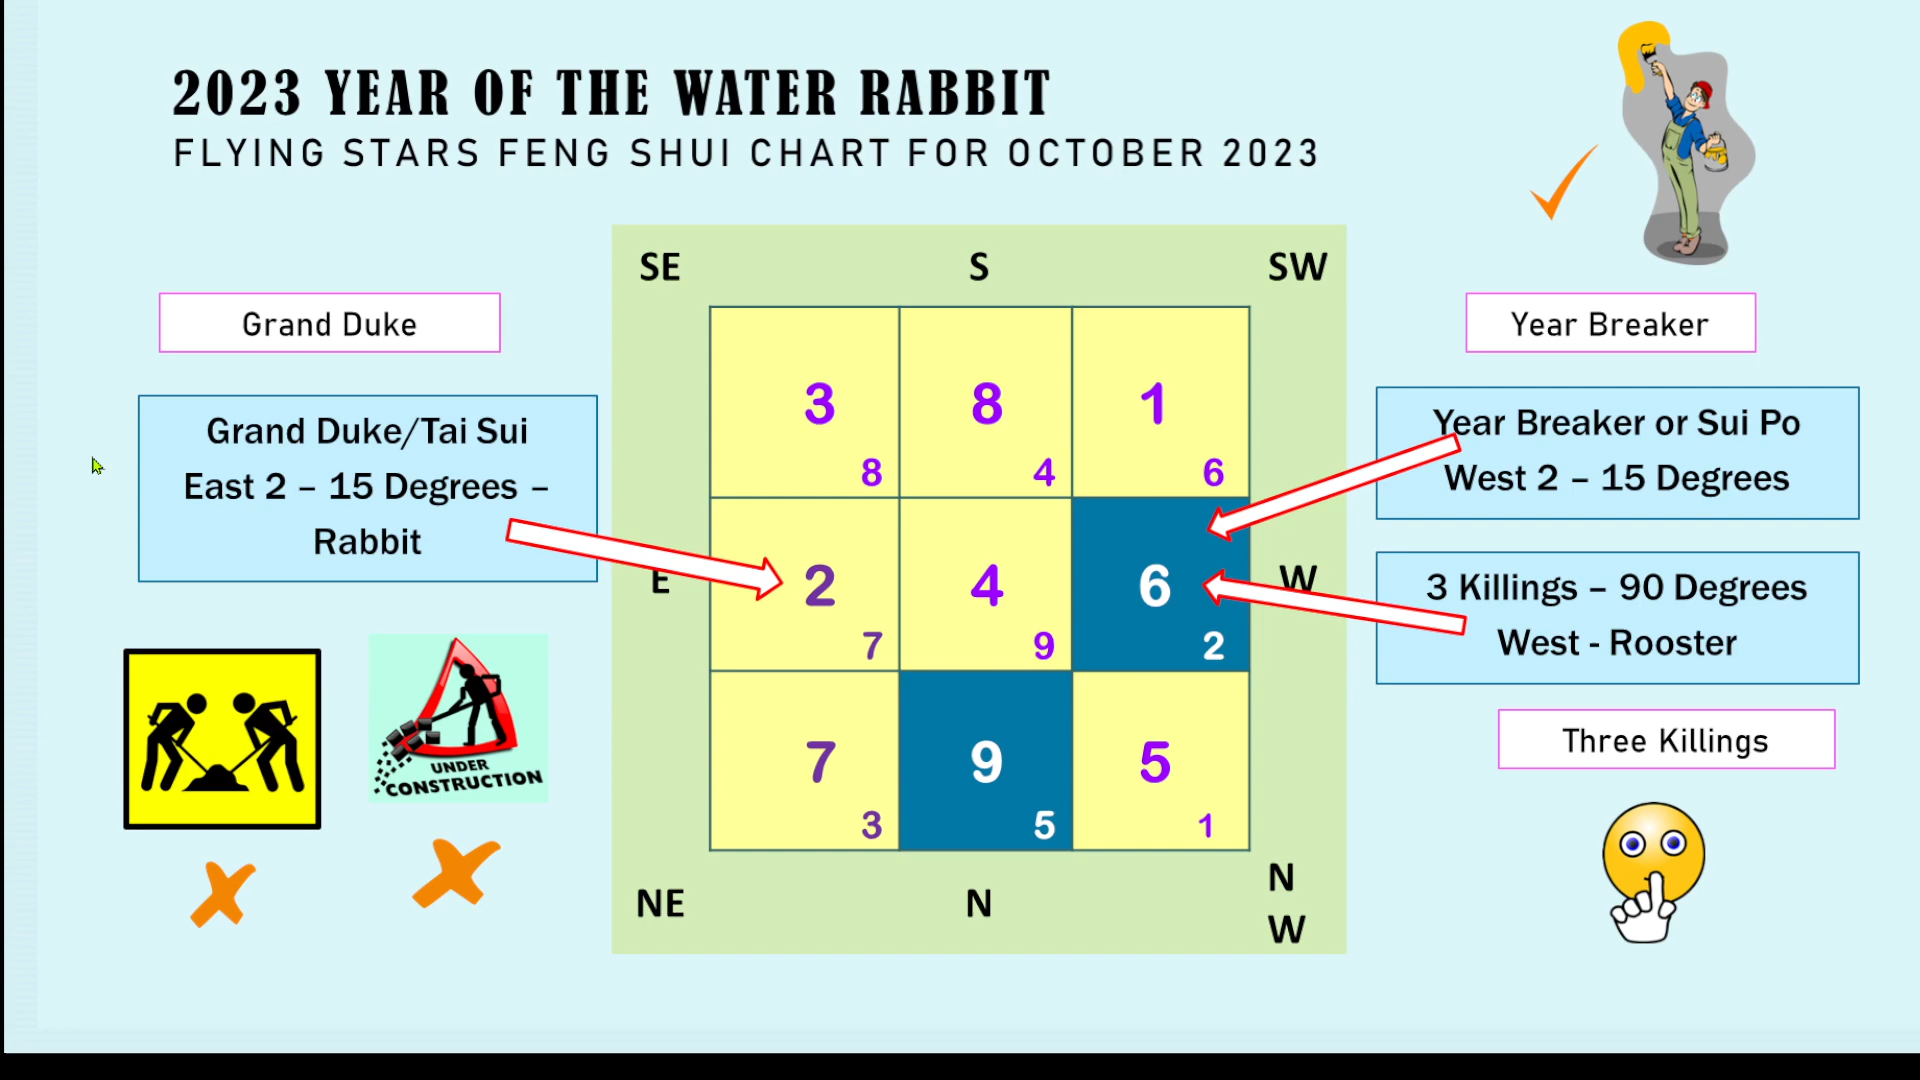 2023 YEAR OF THE WATER RABBIT
FLYING STARS FENG SHUI CHART FOR OCTOBER 2023
Grand Duke
Grand Duke/Tai Sui
East 2 – 15 Degrees –
Rabbit
UNDER
CONSTRUCTION
SE S SW
3 8 1
8 4 6
E 2 4 6 W
7 9 2
7 9 5
3 5 1
NE N N
W
Year Breaker
Year Breaker or Sui Po
West 2 – 15 Degrees
3 Killings – 90 Degrees
West - Rooster
Three Killings